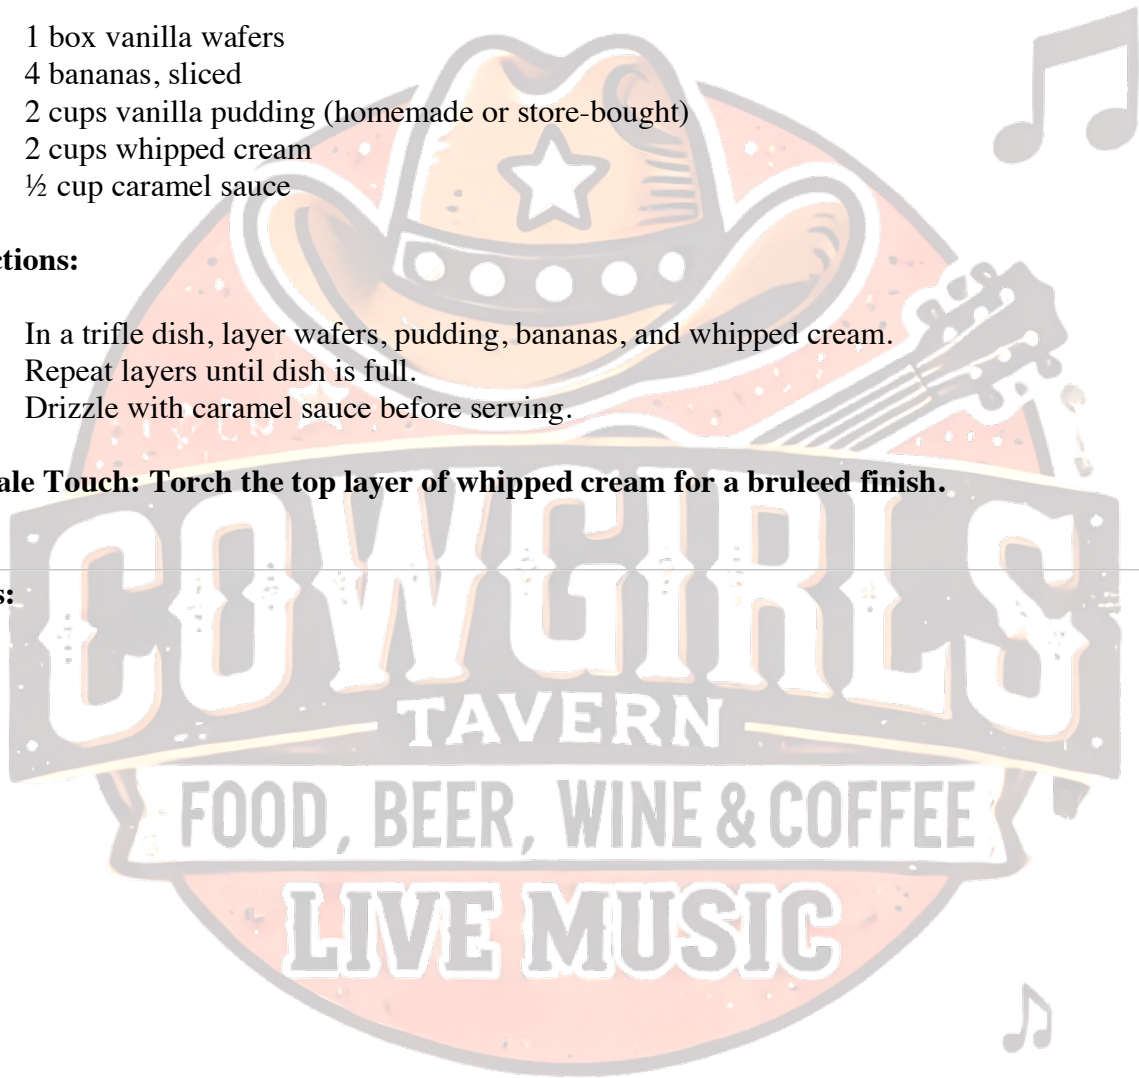 1 box vanilla wafers
4 bananas, sliced
2 cups vanilla pudding (homemade or store-bought)
2 cups whipped cream
½ cup caramel sauce
ctions:
In a trifle dish, layer wafers, pudding, bananas, and whipped cream.
Repeat layers until dish is full.
Drizzle with caramel sauce before serving.
ale Touch: Torch the top layer of whipped cream for a bruleed finish.
s:
COWGIRLS
TAVERN
FOOD, BEER, WINE & COFFEE
LIVE MUSIC